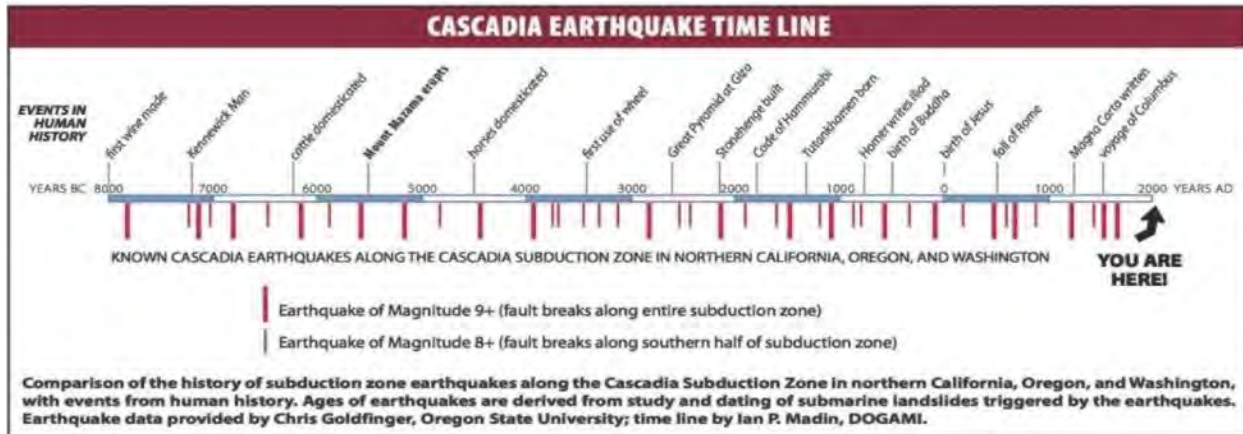 CASCADIA EARTHQUAKE TIME LINE
EVENTS IN
HUMAN
HISTORY
first wine made
Kennewick Man
cattle domesticated
Mount Mazama erupts
horses domesticated
first use of wheel
Great Pyramid at Giza
Stonehenge built
Code of Hammurabi
Tutankhamen born
Homer writes Iliad
birth of Buddha
birth of Jesus
fall of Rome
Magna Carta written
voyage of Columbus
YEARS BC 8000 7000 6000 5000 4000 3000 2000 1000 0 1000 2000 YEARS AD
KNOWN CASCADIA EARTHQUAKES ALONG THE CASCADIA SUBDUCTION ZONE IN NORTHERN CALIFORNIA, OREGON, AND WASHINGTON
YOU ARE
HERE!
Earthquake of Magnitude 9+ (fault breaks along entire subduction zone)
Earthquake of Magnitude 8+ (fault breaks along southern half of subduction zone)
Comparison of the history of subduction zone earthquakes along the Cascadia Subduction Zone in northern California, Oregon, and Washington,
with events from human history. Ages of earthquakes are derived from study and dating of submarine landslides triggered by the earthquakes.
Earthquake data provided by Chris Goldfinger, Oregon State University; time line by Ian P. Madin, DOGAMI.